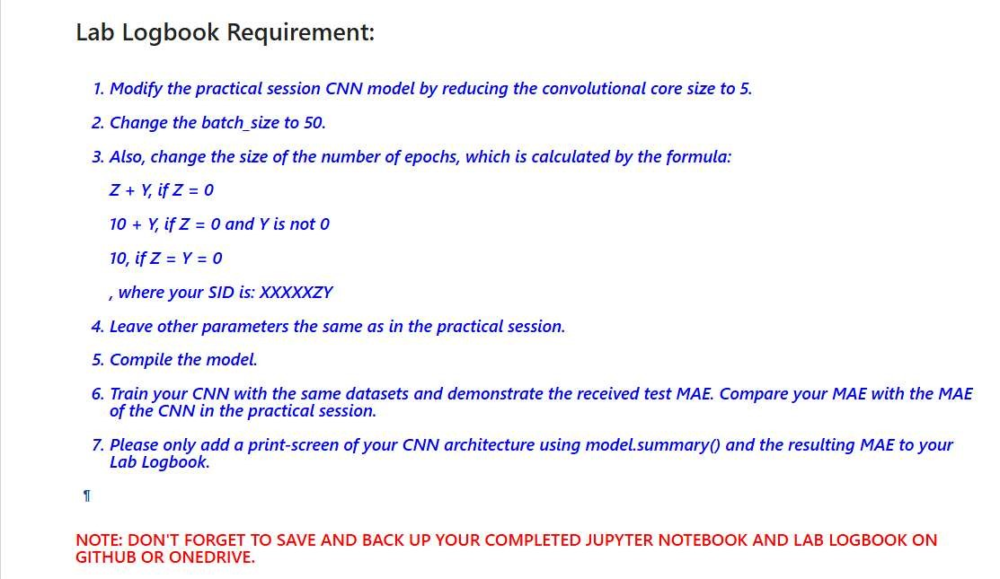 Lab Logbook Requirement:
1. Modify the practical session CNN model by reducing the convolutional core size to 5.
2. Change the batch_size to 50.
3. Also, change the size of the number of epochs, which is calculated by the formula:
Z + Y, if Z = 0
10 + Y, if Z = 0 and Y is not 0
10, if Z = Y = 0
, where your SID is: XXXXXZY
4. Leave other parameters the same as in the practical session.
5. Compile the model.
6. Train your CNN with the same datasets and demonstrate the received test MAE. Compare your MAE with the MAE
of the CNN in the practical session.
7. Please only add a print-screen of your CNN architecture using model.summary() and the resulting MAE to your
Lab Logbook.
¶
NOTE: DON'T FORGET TO SAVE AND BACK UP YOUR COMPLETED JUPYTER NOTEBOOK AND LAB LOGBOOK ON
GITHUB OR ONEDRIVE.